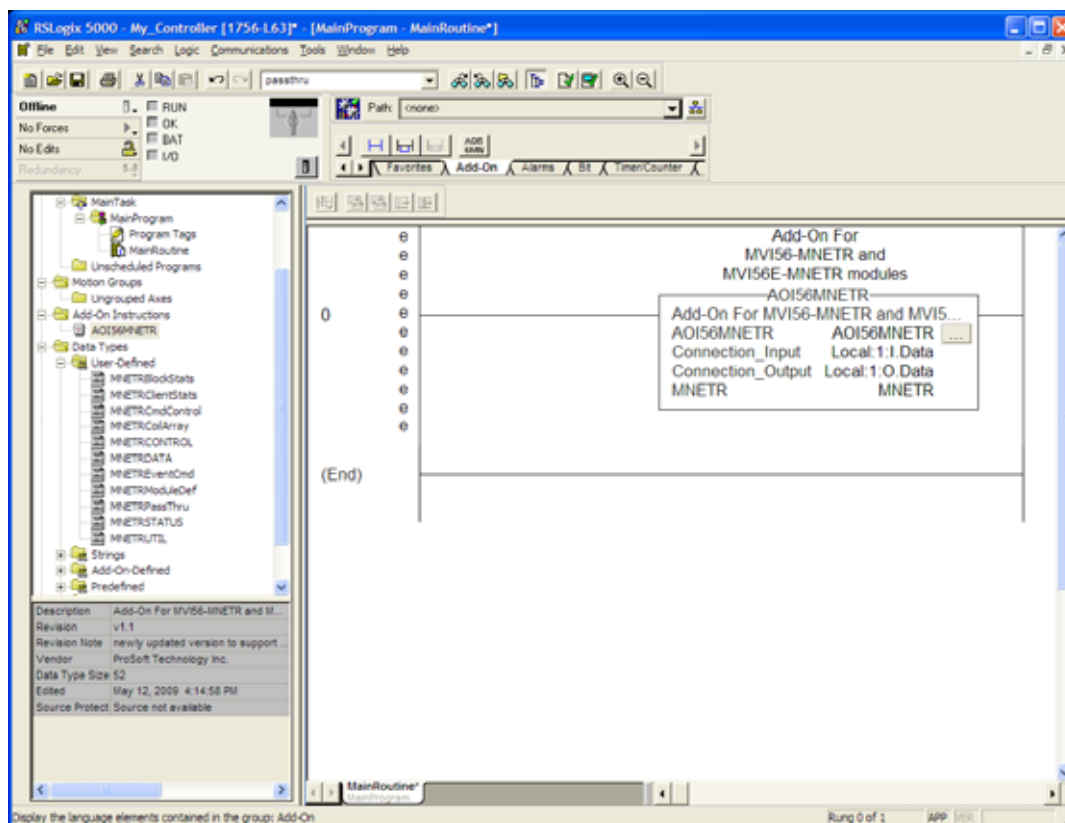 RSLogix 5000 - My_Controller [1756-L63]* - [MainProgram - MainRoutine*]
File Edit View Search Logic Communications Tools Window Help
passthru
Offline
RUN
Path: <none>
No Forces
OK
No Edits
BAT
Redundancy
I/O
Favorites Add-On Alarms Bit Timer/Counter
MainTask
MainProgram
Program Tags
MainRoutine
Unscheduled Programs
Motion Groups
Ungrouped Axes
Add-On Instructions
AOI56MNETR
Data Types
User-Defined
MNETRBlockStats
MNETRClientStats
MNETRCmdControl
MNETRCoilArray
MNETRCONTROL
MNETRDATA
MNETREventCmd
MNETRModuleDef
MNETRPassThru
MNETRSTATUS
MNETRUTIL
Strings
Add-On-Defined
Predefined
Description Add-On For MVI56-MNETR and M...
Revision v1.1
Revision Note newly updated version to support ...
Vendor ProSoft Technology Inc.
Data Type Size 52
Edited May 12, 2009 4:14:58 PM
Source Protect Source not available
e
e
e
e
e
e
e
e
e
e
e
0
Add-On For
MVI56-MNETR and
MVI56E-MNETR modules
AOI56MNETR
Add-On For MVI56-MNETR and MVI5...
AOI56MNETR AOI56MNETR ...
Connection_Input Local:1:I.Data
Connection_Output Local:1:O.Data
MNETR MNETR
(End)
MainRoutine*
MainProgram
Display the language elements contained in the group: Add-On
Rung 0 of 1 APP VER